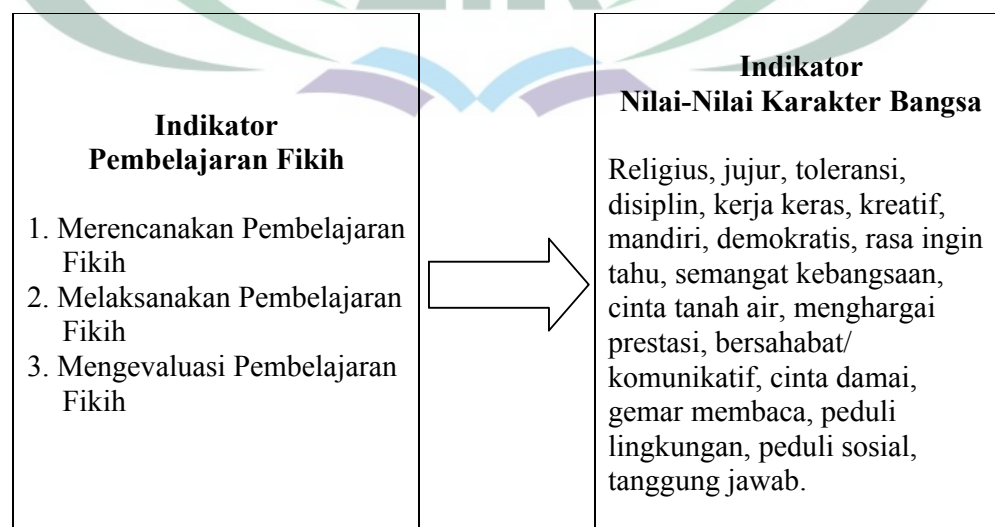 Indikator
Pembelajaran Fikih
1. Merencanakan Pembelajaran
Fikih
2. Melaksanakan Pembelajaran
Fikih
3. Mengevaluasi Pembelajaran
Fikih
Indikator
Nilai-Nilai Karakter Bangsa
Religius, jujur, toleransi,
disiplin, kerja keras, kreatif,
mandiri, demokratis, rasa ingin
tahu, semangat kebangsaan,
cinta tanah air, menghargai
prestasi, bersahabat/
komunikatif, cinta damai,
gemar membaca, peduli
lingkungan, peduli sosial,
tanggung jawab.